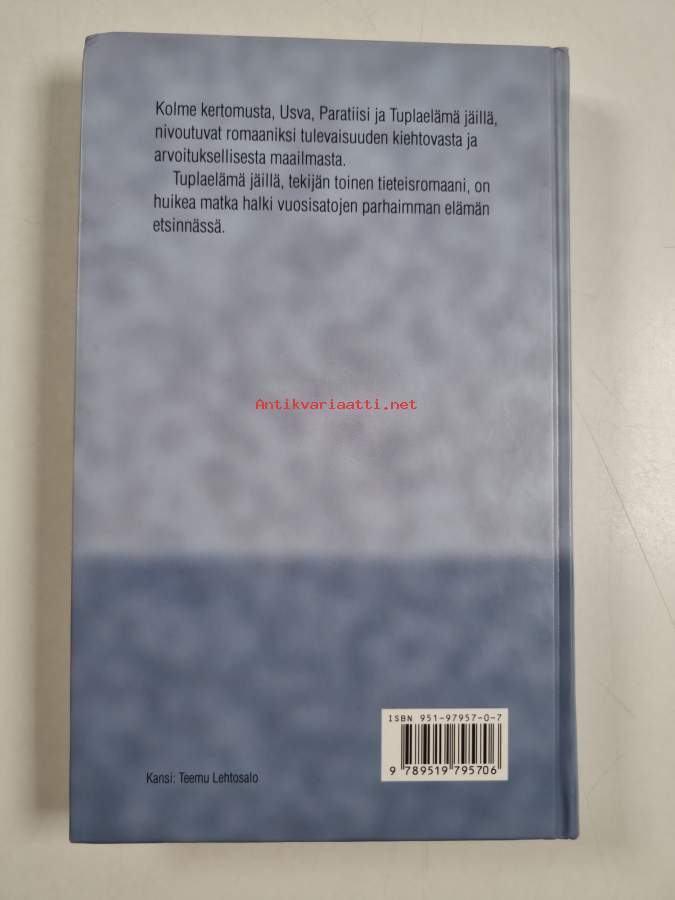 Kolme kertomusta, Usva, Paratiisi ja Tuplaelämä jäillä,
nivoutuvat romaaniksi tulevaisuuden kiehtovasta ja
arvoituksellisesta maailmasta.
Tuplaelämä jäillä, tekijän toinen tieteisromaani, on
huikea matka halki vuosisatojen parhaimman elämän
etsinnässä.
Antikvariaatti.net
ISBN 951-97957-0-7
9 789519 795706
Kansi: Teemu Lehtosalo